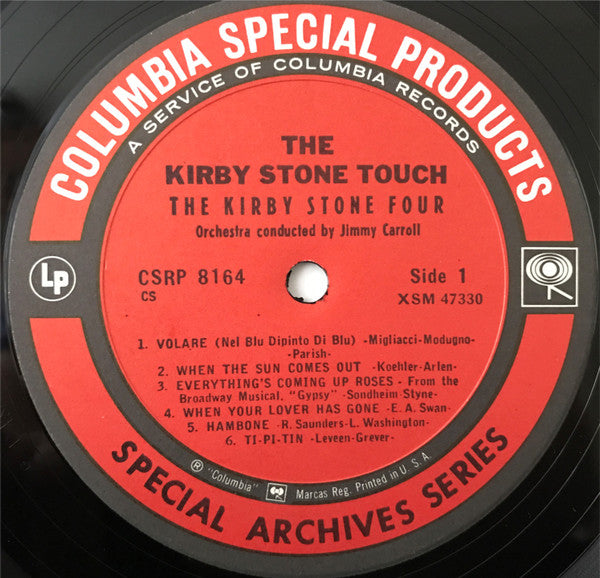 COLUMBIA SPECIAL PRODUCTS
A SERVICE OF COLUMBIA RECORDS
THE
KIRBY STONE TOUCH
THE KIRBY STONE FOUR
Orchestra conducted by Jimmy Carroll
Lp
CSRP 8164
CS
Side 1
XSM 47330
1. VOLARE (Nel Blu Dipinto Di Blu) -Migliacci-Modugno-
-Parish-
2. WHEN THE SUN COMES OUT -Koehler-Arlen-
3. EVERYTHING'S COMING UP ROSES - From the
Broadway Musical, "Gypsy" -Sondheim-Styne-
4. WHEN YOUR LOVER HAS GONE -E.A. Swan-
5. HAMBONE -R. Saunders-L. Washington-
6. TI-PI-TIN -Leveen-Grever-
® "Columbia" Marcas Reg. Printed in U. S. A.
SPECIAL ARCHIVES SERIES